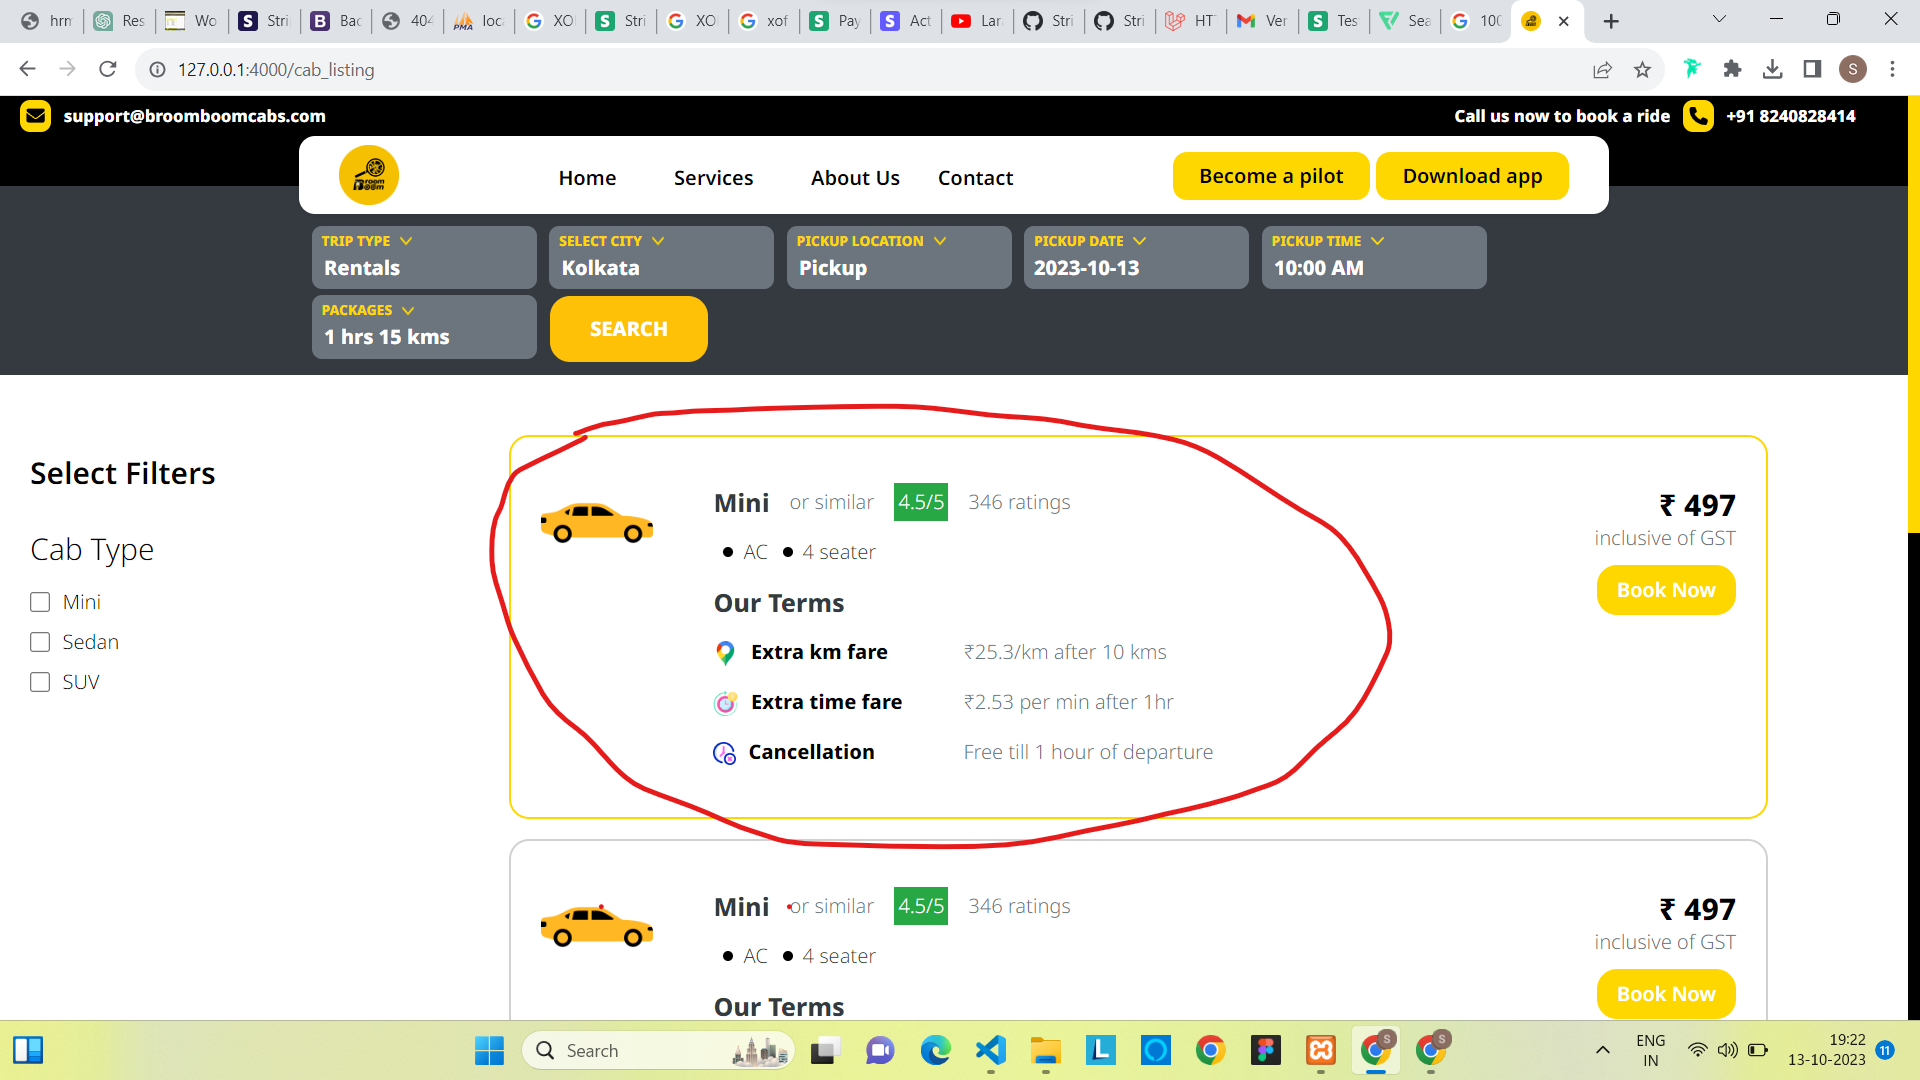 hrm
Res
Wo
Stri
Bac
404
PMA
loca
XO
Stri
XO
xof
Pay
Act
Lar
Stri
Stri
HT
Ver
Tes
Sea
100
127.0.0.1:4000/cab_listing
S
support@broomboomcabs.com
Call us now to book a ride
+91 8240828414
Broom
Boom
Home
Services
About Us
Contact
Become a pilot
Download app
TRIP TYPE
Rentals
SELECT CITY
Kolkata
PICKUP LOCATION
Pickup
PICKUP DATE
2023-10-13
PICKUP TIME
10:00 AM
PACKAGES
1 hrs 15 kms
SEARCH
Select Filters
Cab Type
Mini
Sedan
SUV
Mini or similar 4.5/5 346 ratings
• AC • 4 seater
Our Terms
Extra km fare ₹25.3/km after 10 kms
Extra time fare ₹2.53 per min after 1hr
Cancellation Free till 1 hour of departure
₹ 497
inclusive of GST
Book Now
Mini or similar 4.5/5 346 ratings
• AC • 4 seater
Our Terms
₹ 497
inclusive of GST
Book Now
Search
L
S
S
ENG
IN
19:22
13-10-2023
11